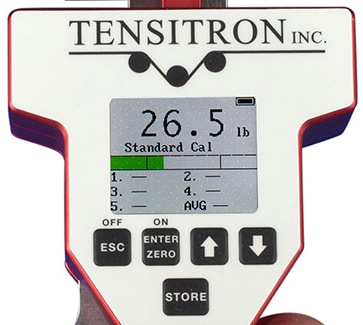 TENSITRON INC.
26.5 lb
Standard Cal
1. — 2. —
3. — 4. —
5. — AVG —
OFF ON
ESC ENTER ZERO
STORE